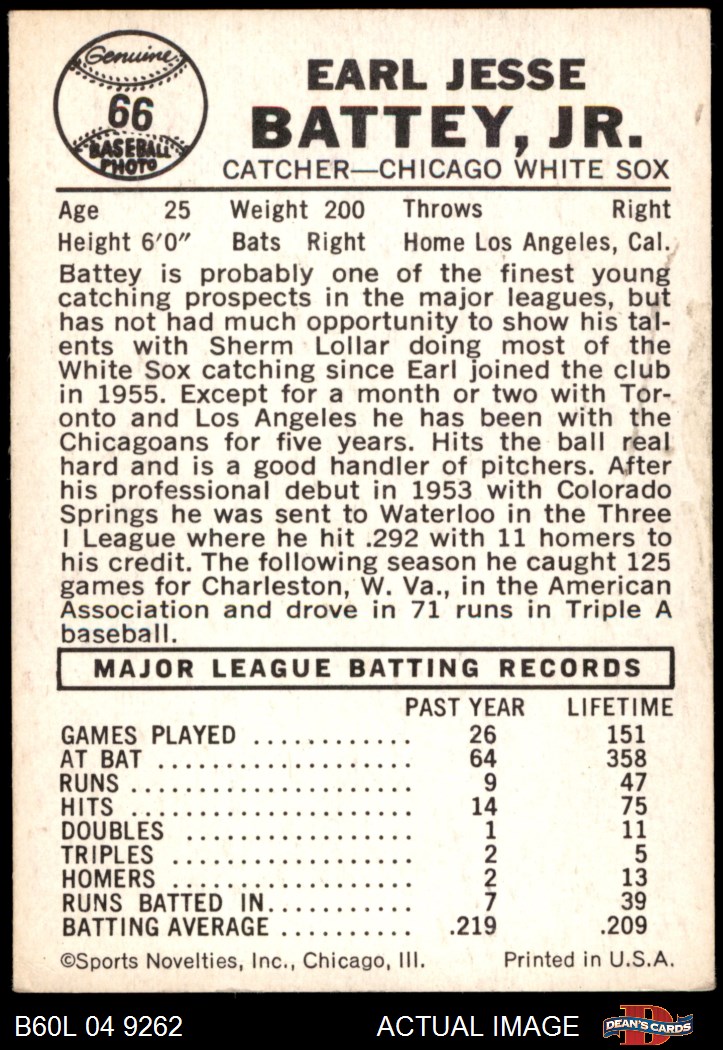 Genuine
66
BASEBALL
PHOTO
EARL JESSE
BATTEY, JR.
CATCHER—CHICAGO WHITE SOX
Age 25 Weight 200 Throws Right
Height 6'0" Bats Right Home Los Angeles, Cal.
Battey is probably one of the finest young
catching prospects in the major leagues, but
has not had much opportunity to show his tal-
ents with Sherm Lollar doing most of the
White Sox catching since Earl joined the club
in 1955. Except for a month or two with Tor-
onto and Los Angeles he has been with the
Chicagoans for five years. Hits the ball real
hard and is a good handler of pitchers. After
his professional debut in 1953 with Colorado
Springs he was sent to Waterloo in the Three
I League where he hit .292 with 11 homers to
his credit. The following season he caught 125
games for Charleston, W. Va., in the American
Association and drove in 71 runs in Triple A
baseball.
MAJOR LEAGUE BATTING RECORDS
PAST YEAR LIFETIME
GAMES PLAYED ............ 26 151
AT BAT .................... 64 358
RUNS ...................... 9 47
HITS ...................... 14 75
DOUBLES .................. 1 11
TRIPLES ................... 2 5
HOMERS ................... 2 13
RUNS BATTED IN........... 7 39
BATTING AVERAGE .......... .219 .209
©Sports Novelties, Inc., Chicago, Ill. Printed in U.S.A.
B60L 04 9262 ACTUAL IMAGE D DEAN'S CARDS